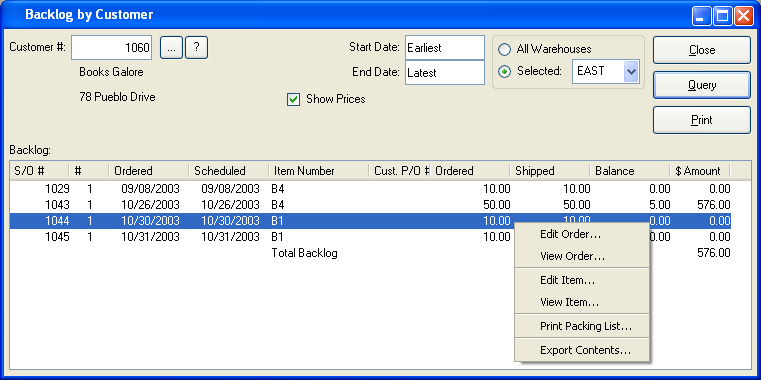 Backlog by Customer
Customer #: 1060 ... ? Start Date: Earliest All Warehouses Close
Books Galore End Date: Latest Selected: EAST Query
78 Pueblo Drive Show Prices Print
Backlog:
S/O # # Ordered Scheduled Item Number Cust. P/O # Ordered Shipped Balance $ Amount
1029 1 09/08/2003 09/08/2003 B4 10.00 10.00 0.00 0.00
1043 1 10/26/2003 10/26/2003 B4 50.00 50.00 5.00 576.00
1044 1 10/30/2003 10/30/2003 B1 10.00 10.00 0.00 0.00
1045 1 10/31/2003 10/31/2003 B1 10.00 0.00 0.00
Total Backlog 576.00
Edit Order...
View Order...
Edit Item...
View Item...
Print Packing List...
Export Contents...